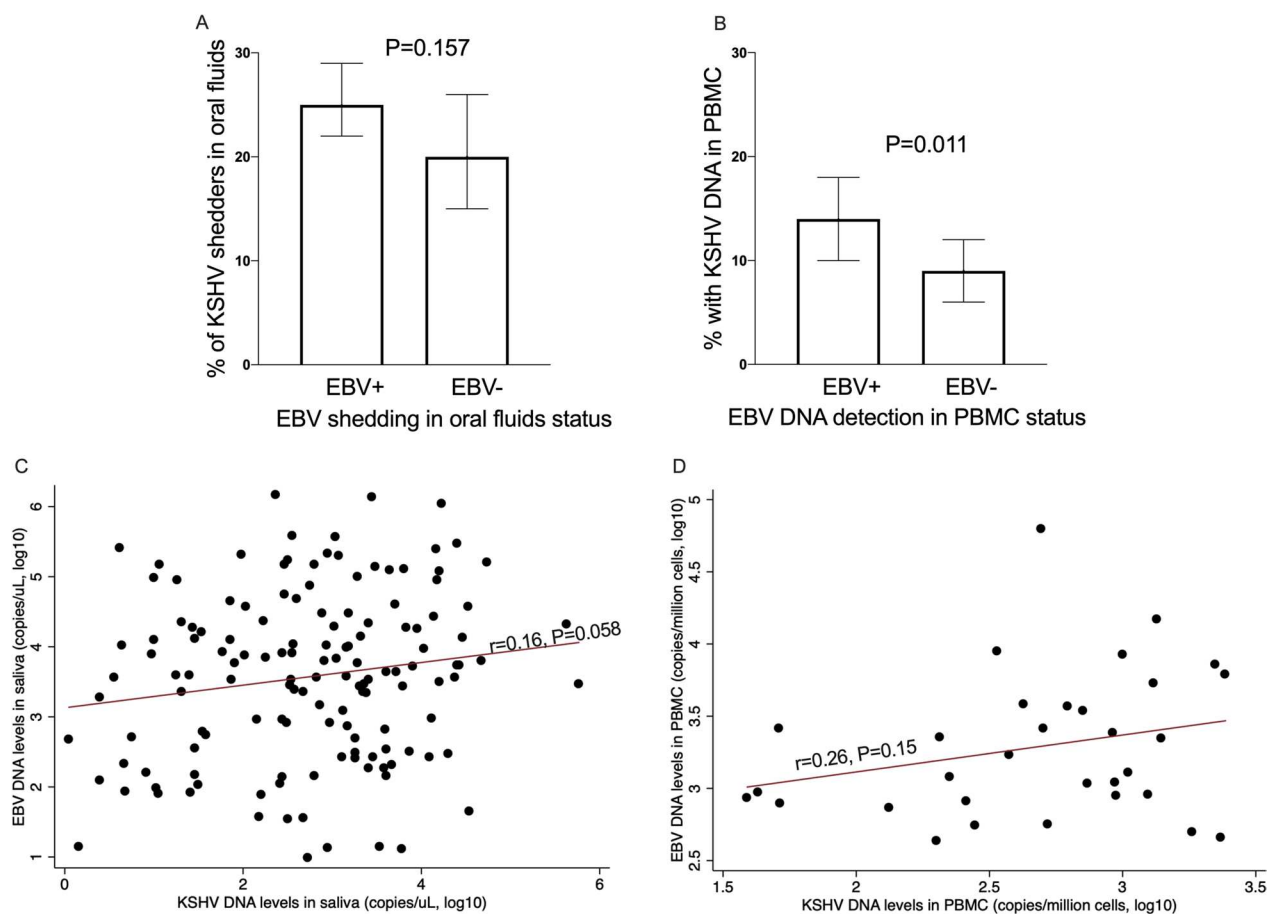 A
P=0.157
% of KSHV shedders in oral fluids
30
20
10
0
EBV+ EBV-
EBV shedding in oral fluids status
B
P=0.011
% with KSHV DNA in PBMC
30
20
10
0
EBV+ EBV-
EBV DNA detection in PBMC status
C
EBV DNA levels in saliva (copies/uL, log10)
6
5
4
3
2
1
r=0.16, P=0.058
0 2 4 6
KSHV DNA levels in saliva (copies/uL, log10)
D
EBV DNA levels in PBMC (copies/million cells, log10)
5
4.5
4
3.5
3
2.5
r=0.26, P=0.15
1.5 2 2.5 3 3.5
KSHV DNA levels in PBMC (copies/million cells, log10)